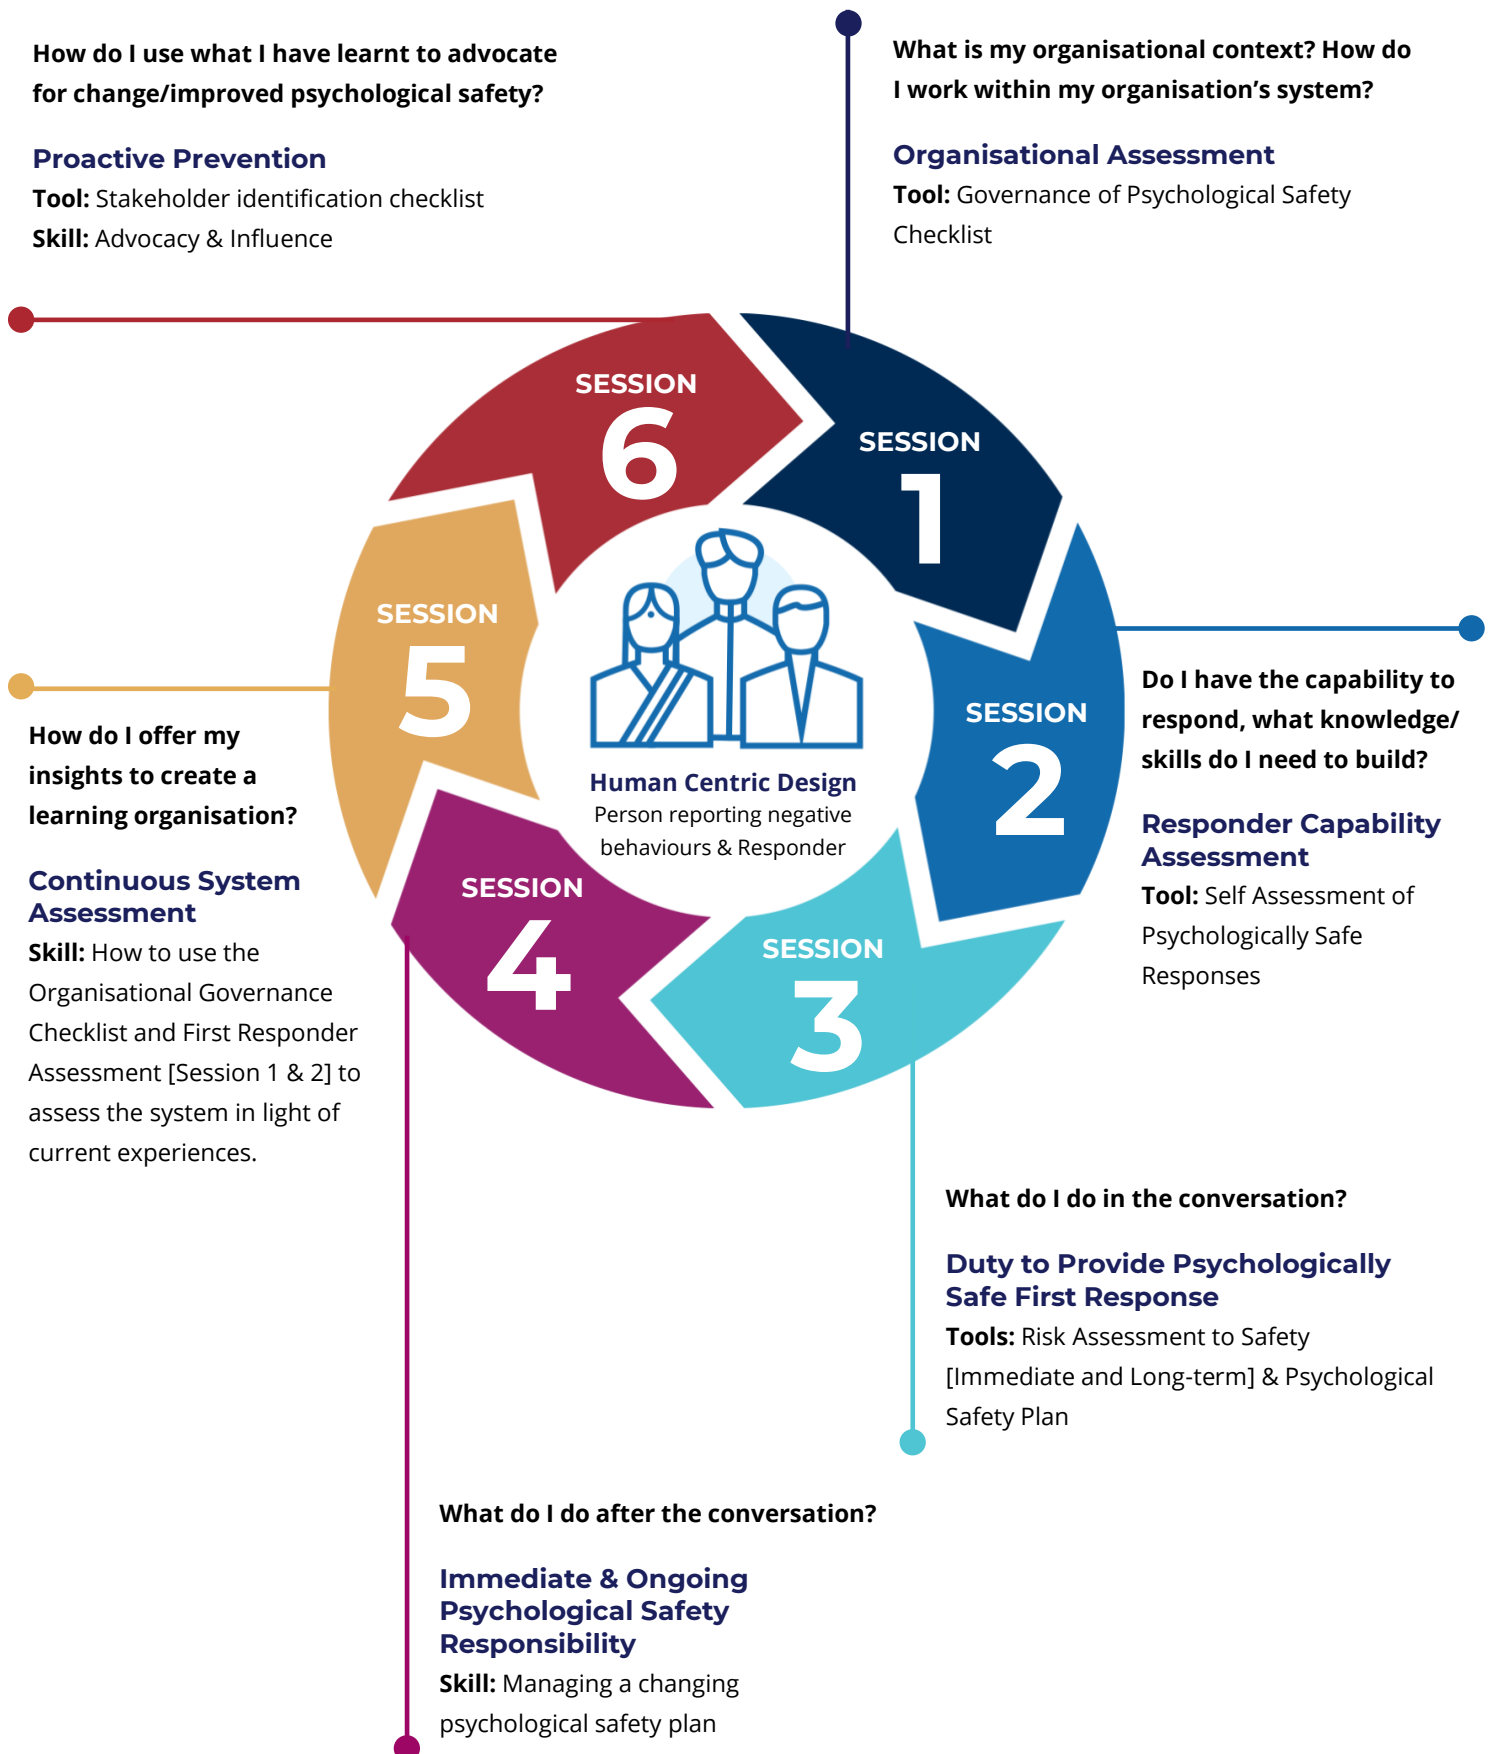 How do I use what I have learnt to advocate
for change/improved psychological safety?
Proactive Prevention
Tool: Stakeholder identification checklist
Skill: Advocacy & Influence
What is my organisational context? How do
I work within my organisation’s system?
Organisational Assessment
Tool: Governance of Psychological Safety
Checklist
SESSION
6
SESSION
1
SESSION
5
SESSION
2
SESSION
4
SESSION
3
Human Centric Design
Person reporting negative
behaviours & Responder
Do I have the capability to
respond, what knowledge/
skills do I need to build?
Responder Capability
Assessment
Tool: Self Assessment of
Psychologically Safe
Responses
How do I offer my
insights to create a
learning organisation?
Continuous System
Assessment
Skill: How to use the
Organisational Governance
Checklist and First Responder
Assessment [Session 1 & 2] to
assess the system in light of
current experiences.
What do I do in the conversation?
Duty to Provide Psychologically
Safe First Response
Tools: Risk Assessment to Safety
[Immediate and Long-term] & Psychological
Safety Plan
What do I do after the conversation?
Immediate & Ongoing
Psychological Safety
Responsibility
Skill: Managing a changing
psychological safety plan